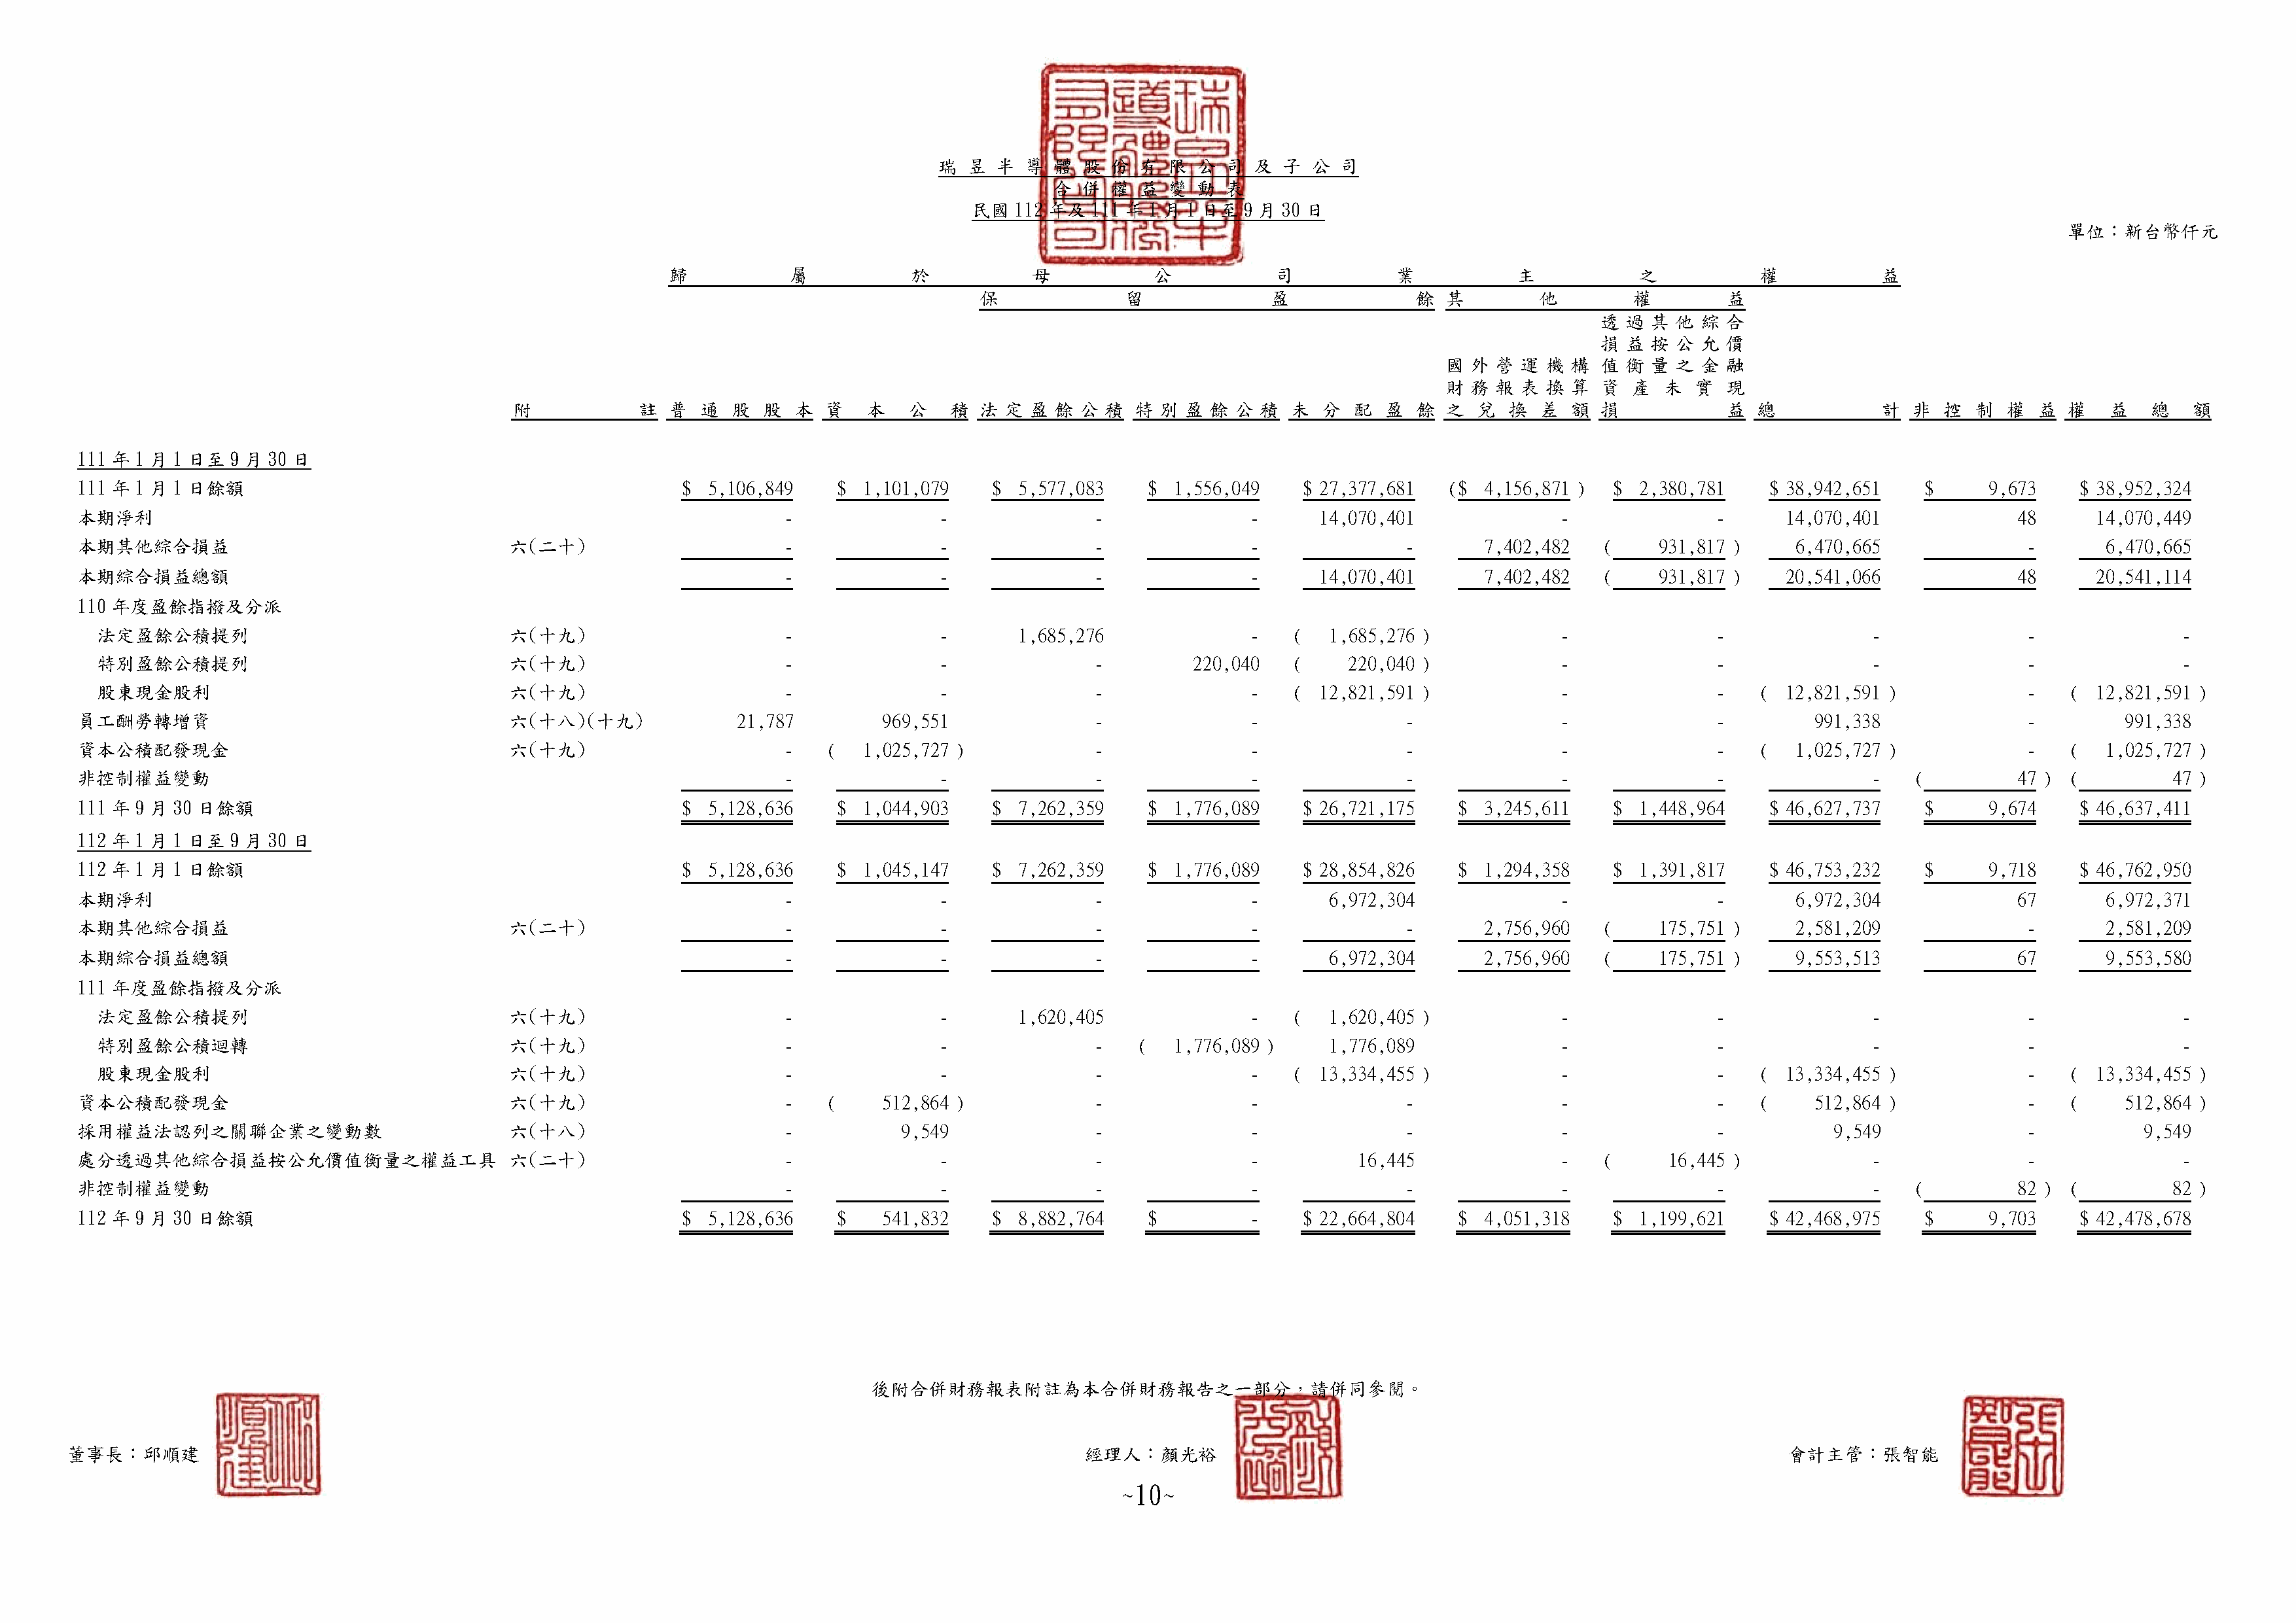 瑞昱半導體股份有限公司及子公司
合併權益變動表
民國112年及111年1月1日至9月30日
單位：新台幣仟元
歸屬於母公司業主之權益
保留盈餘 其他權益
透過其他綜合
損益按公允價
國外營運機構 值衡量之金融
財務報表換算 資產未實現
附註 普通股股本 資本公積 法定盈餘公積 特別盈餘公積 未分配盈餘 之兌換差額 損益 總計 非控制權益 權益總額
111年1月1日至9月30日
111年1月1日餘額 $ 5,106,849 $ 1,101,079 $ 5,577,083 $ 1,556,049 $ 27,377,681 ($ 4,156,871) $ 2,380,781 $ 38,942,651 $ 9,673 $ 38,952,324
本期淨利 - - - - 14,070,401 - - 14,070,401 48 14,070,449
本期其他綜合損益 六(二十) - - - - - 7,402,482 ( 931,817) 6,470,665 - 6,470,665
本期綜合損益總額 - - - - 14,070,401 7,402,482 ( 931,817) 20,541,066 48 20,541,114
110年度盈餘指撥及分派
法定盈餘公積提列 六(十九) - - 1,685,276 - ( 1,685,276) - - - - -
特別盈餘公積提列 六(十九) - - - 220,040 ( 220,040) - - - - -
股東現金股利 六(十九) - - - - ( 12,821,591) - - ( 12,821,591) - ( 12,821,591)
員工酬勞轉增資 六(十八)(十九) 21,787 969,551 - - - - - 991,338 - 991,338
資本公積配發現金 六(十九) - ( 1,025,727) - - - - - ( 1,025,727) - ( 1,025,727)
非控制權益變動 - - - - - - - - ( 47) ( 47)
111年9月30日餘額 $ 5,128,636 $ 1,044,903 $ 7,262,359 $ 1,776,089 $ 26,721,175 $ 3,245,611 $ 1,448,964 $ 46,627,737 $ 9,674 $ 46,637,411
112年1月1日至9月30日
112年1月1日餘額 $ 5,128,636 $ 1,045,147 $ 7,262,359 $ 1,776,089 $ 28,854,826 $ 1,294,358 $ 1,391,817 $ 46,753,232 $ 9,718 $ 46,762,950
本期淨利 - - - - 6,972,304 - - 6,972,304 67 6,972,371
本期其他綜合損益 六(二十) - - - - - 2,756,960 ( 175,751) 2,581,209 - 2,581,209
本期綜合損益總額 - - - - 6,972,304 2,756,960 ( 175,751) 9,553,513 67 9,553,580
111年度盈餘指撥及分派
法定盈餘公積提列 六(十九) - - 1,620,405 - ( 1,620,405) - - - - -
特別盈餘公積迴轉 六(十九) - - - ( 1,776,089) 1,776,089 - - - - -
股東現金股利 六(十九) - - - - ( 13,334,455) - - ( 13,334,455) - ( 13,334,455)
資本公積配發現金 六(十九) - ( 512,864) - - - - - ( 512,864) - ( 512,864)
採用權益法認列之關聯企業之變動數 六(十八) - 9,549 - - - - - 9,549 - 9,549
處分透過其他綜合損益按公允價值衡量之權益工具 六(二十) - - - - 16,445 - ( 16,445) - - -
非控制權益變動 - - - - - - - - ( 82) ( 82)
112年9月30日餘額 $ 5,128,636 $ 541,832 $ 8,882,764 $ - $ 22,664,804 $ 4,051,318 $ 1,199,621 $ 42,468,975 $ 9,703 $ 42,478,678
後附合併財務報表附註為本合併財務報告之一部分，請併同參閱。
董事長：邱順建 經理人：顏光裕 會計主管：張智能
~10~